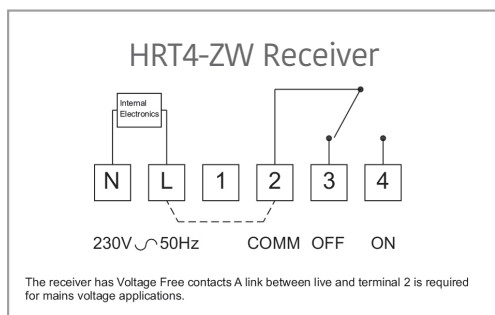 HRT4-ZW Receiver
Internal
Electronics
N L 1 2 3 4
230V 50Hz COMM OFF ON
The receiver has Voltage Free contacts A link between live and terminal 2 is required
for mains voltage applications.